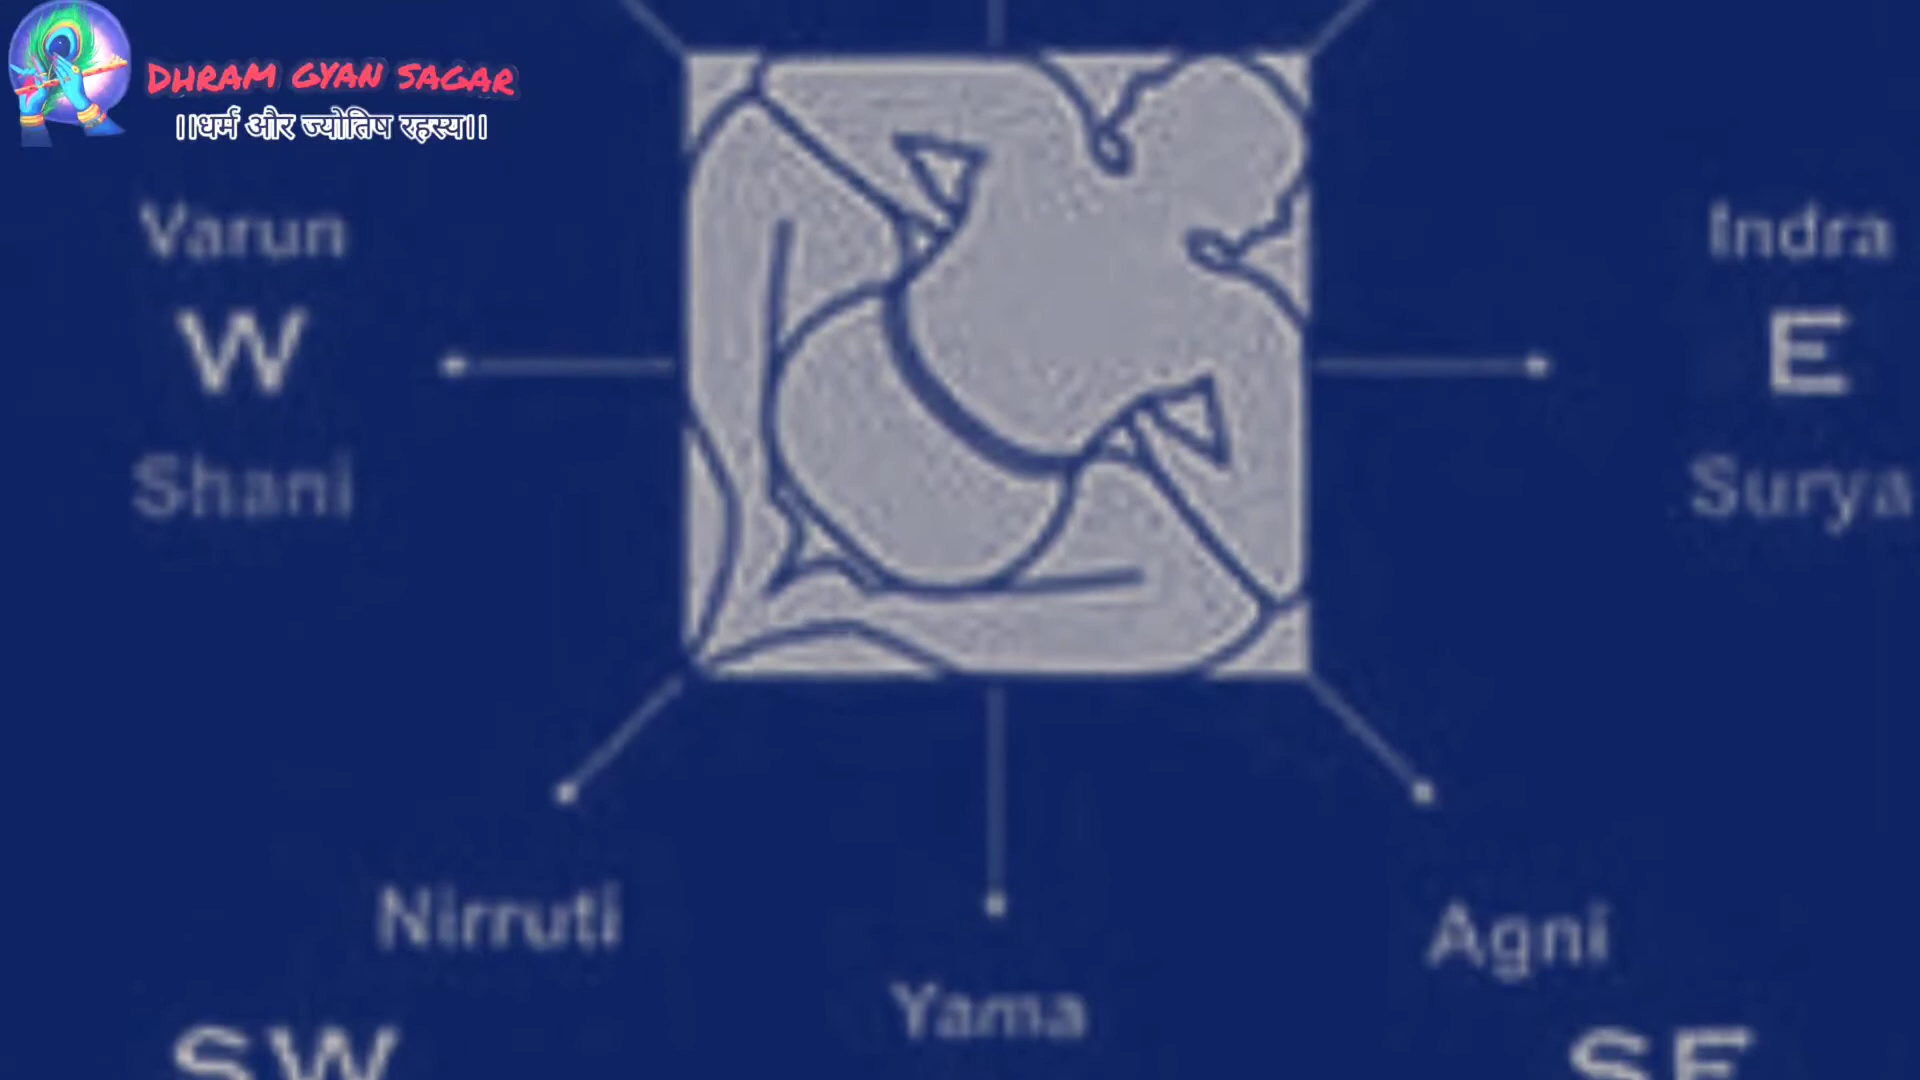 DHRAM GYAN SAGAR
||धर्म और ज्योतिष रहस्य||
Varun
Indra
W
E
Shani
Surya
Nirruti
Agni
Yama
SW
SE